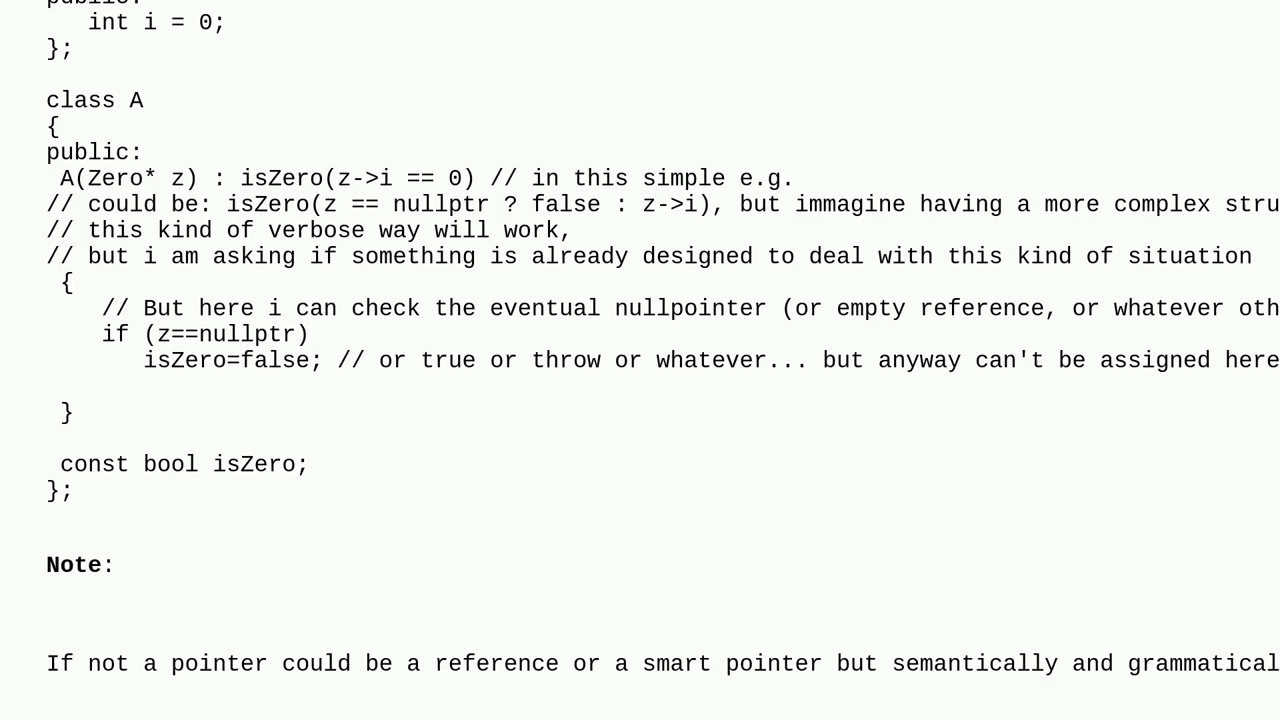 public:
   int i = 0;
};
class A
{
public:
 A(Zero* z) : isZero(z->i == 0) // in this simple e.g.
// could be: isZero(z == nullptr ? false : z->i), but immagine having a more complex stru
// this kind of verbose way will work,
// but i am asking if something is already designed to deal with this kind of situation
 {
    // But here i can check the eventual nullpointer (or empty reference, or whatever oth
    if (z==nullptr)
       isZero=false; // or true or throw or whatever... but anyway can't be assigned here
 }
 const bool isZero;
};
Note:
If not a pointer could be a reference or a smart pointer but semantically and grammatical